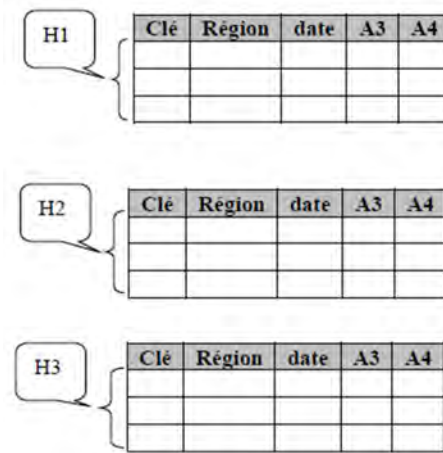 H1
Clé Région date A3 A4
H2
Clé Région date A3 A4
H3
Clé Région date A3 A4